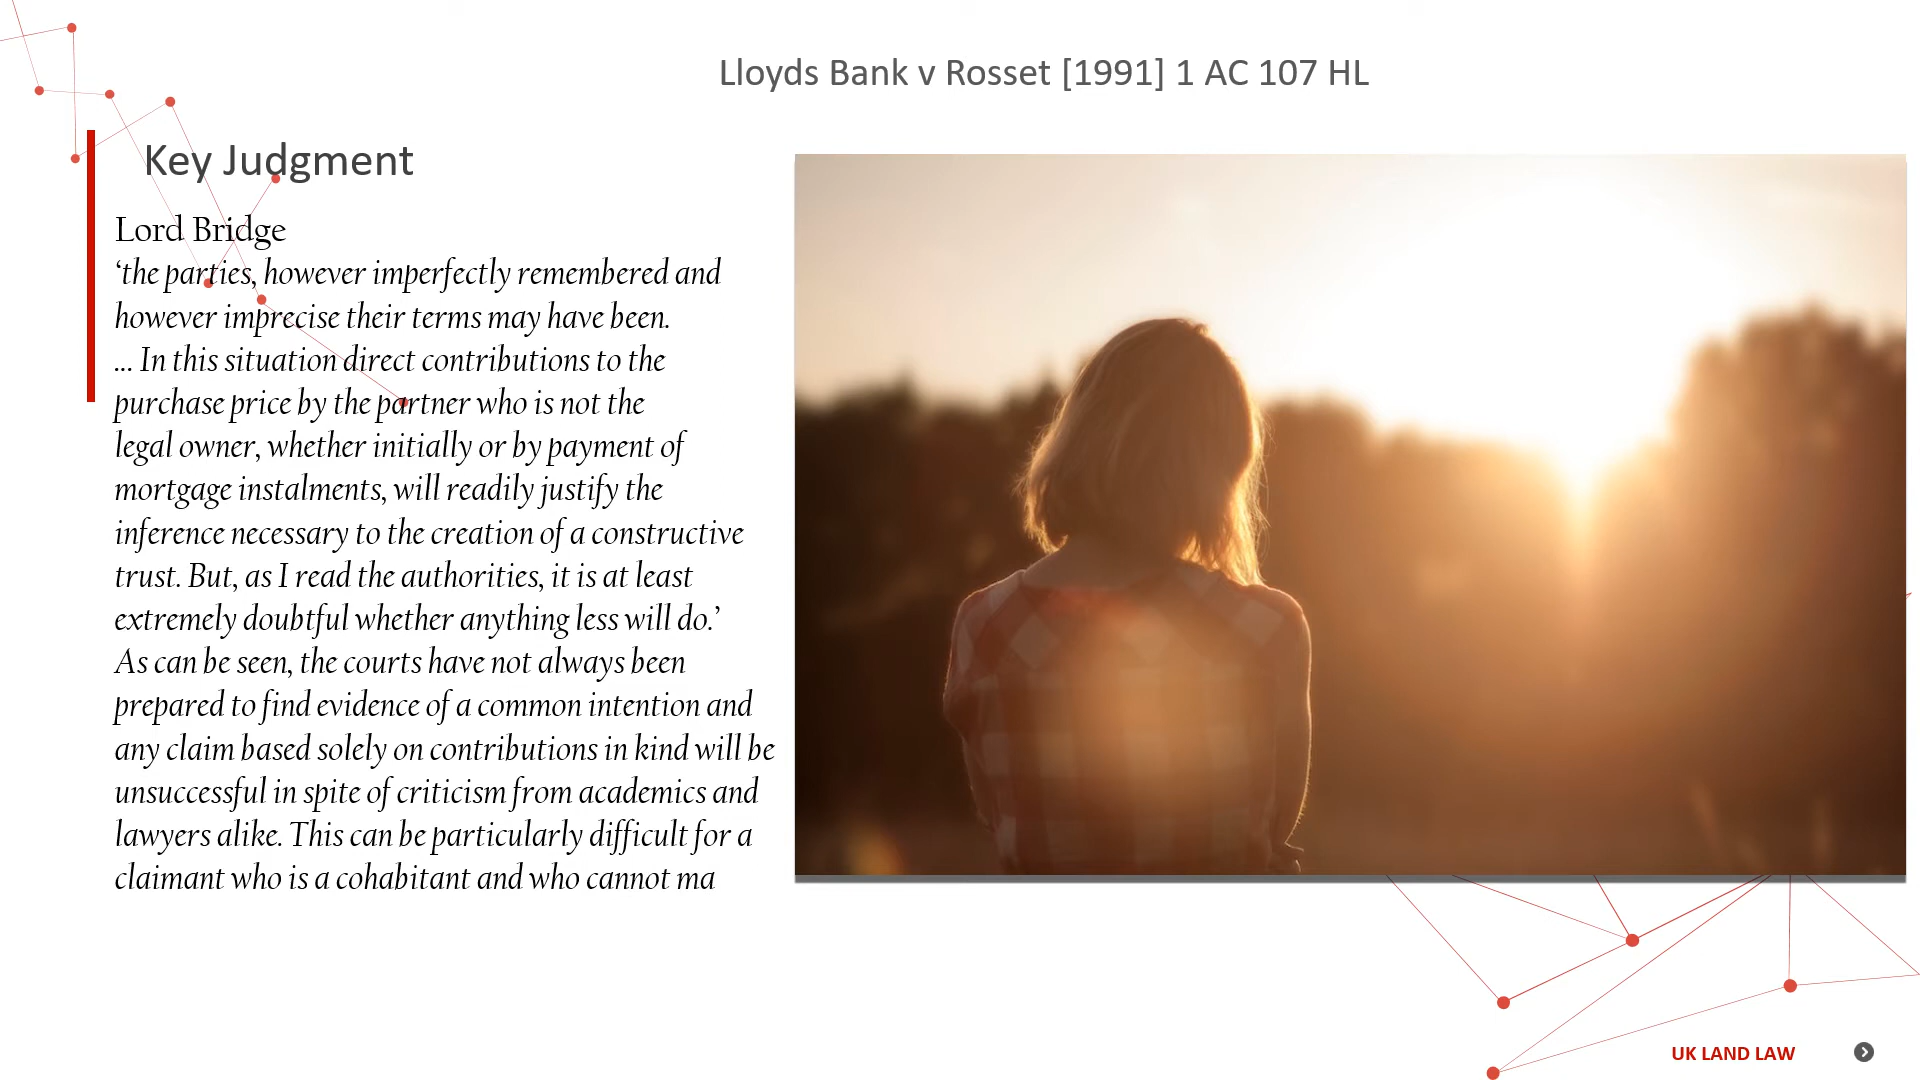 Lloyds Bank v Rosset [1991] 1 AC 107 HL
Key Judgment
Lord Bridge
‘the parties, however imperfectly remembered and
however imprecise their terms may have been.
... In this situation direct contributions to the
purchase price by the partner who is not the
legal owner, whether initially or by payment of
mortgage instalments, will readily justify the
inference necessary to the creation of a constructive
trust. But, as I read the authorities, it is at least
extremely doubtful whether anything less will do.’
As can be seen, the courts have not always been
prepared to find evidence of a common intention and
any claim based solely on contributions in kind will be
unsuccessful in spite of criticism from academics and
lawyers alike. This can be particularly difficult for a
claimant who is a cohabitant and who cannot ma
UK LAND LAW